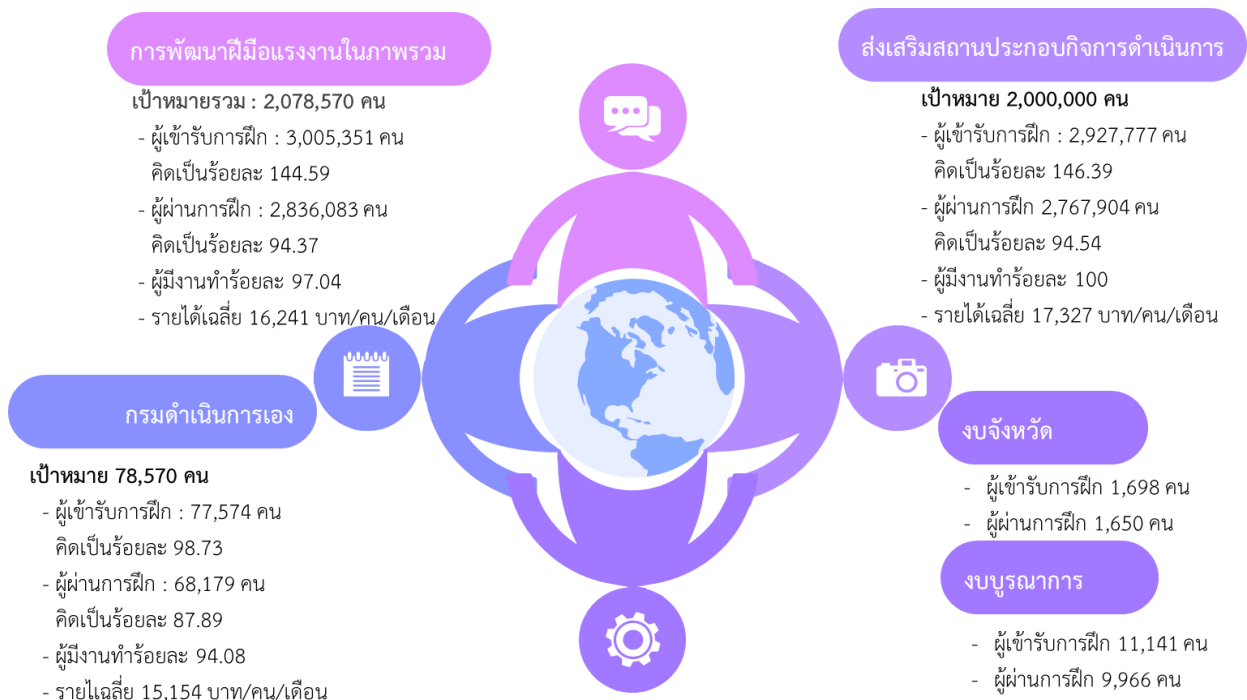 การพัฒนาฝีมือแรงงานในภาพรวม
เป้าหมายรวม : 2,078,570 คน
- ผู้เข้ารับการฝึก : 3,005,351 คน
คิดเป็นร้อยละ 144.59
- ผู้ผ่านการฝึก : 2,836,083 คน
คิดเป็นร้อยละ 94.37
- ผู้มีงานทำร้อยละ 97.04
- รายได้เฉลี่ย 16,241 บาท/คน/เดือน
ส่งเสริมสถานประกอบกิจการดำเนินการ
เป้าหมาย 2,000,000 คน
- ผู้เข้ารับการฝึก : 2,927,777 คน
คิดเป็นร้อยละ 146.39
- ผู้ผ่านการฝึก 2,767,904 คน
คิดเป็นร้อยละ 94.54
- ผู้มีงานทำร้อยละ 100
- รายได้เฉลี่ย 17,327 บาท/คน/เดือน
กรมดำเนินการเอง
เป้าหมาย 78,570 คน
- ผู้เข้ารับการฝึก : 77,574 คน
คิดเป็นร้อยละ 98.73
- ผู้ผ่านการฝึก : 68,179 คน
คิดเป็นร้อยละ 87.89
- ผู้มีงานทำร้อยละ 94.08
- รายไเฉลี่ย 15,154 บาท/คน/เดือน
งบจังหวัด
- ผู้เข้ารับการฝึก 1,698 คน
- ผู้ผ่านการฝึก 1,650 คน
งบบูรณาการ
- ผู้เข้ารับการฝึก 11,141 คน
- ผู้ผ่านการฝึก 9,966 คน